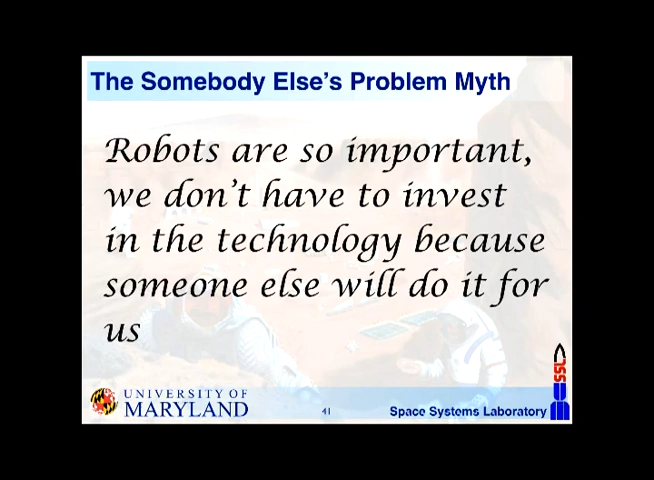 The Somebody Else's Problem Myth
Robots are so important,
we don't have to invest
in the technology because
someone else will do it for
us
UNIVERSITY OF
MARYLAND
41
Space Systems Laboratory
SSL